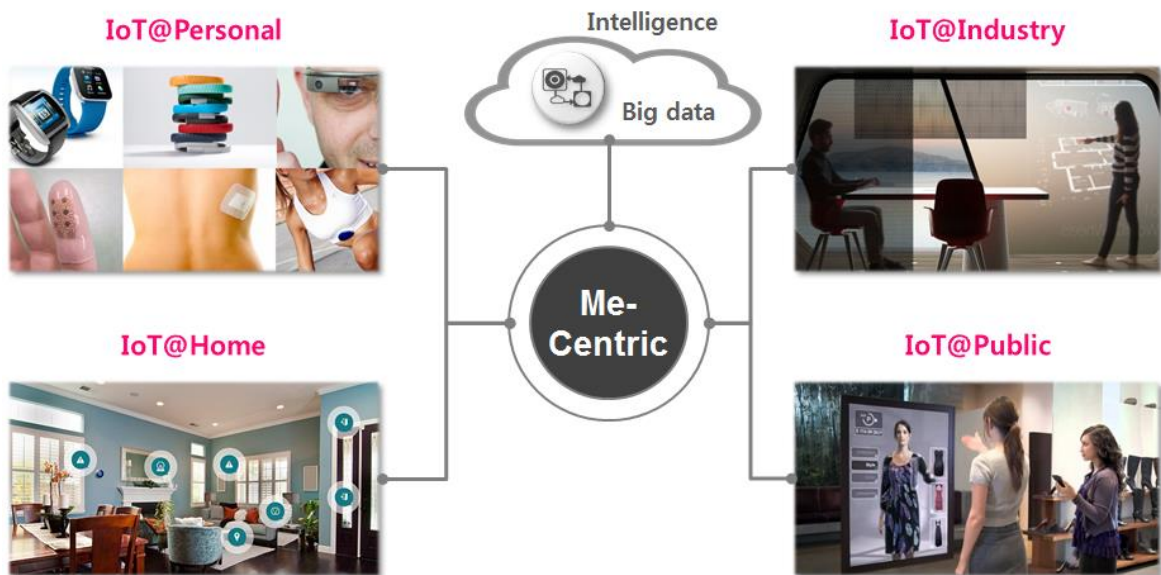 IoT@Personal
Intelligence
Big data
IoT@Industry
Me-
Centric
IoT@Home
IoT@Public